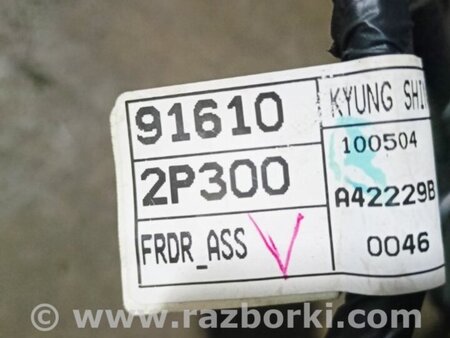 91610
2P300
FRDR_ASS
KYUNG SHI
100504
A42229B
0046
© www.razborki.com